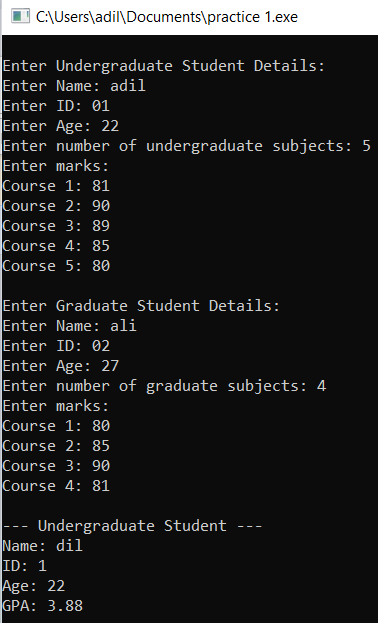 C:\Users\adil\Documents\practice 1.exe
Enter Undergraduate Student Details:
Enter Name: adil
Enter ID: 01
Enter Age: 22
Enter number of undergraduate subjects: 5
Enter marks:
Course 1: 81
Course 2: 90
Course 3: 89
Course 4: 85
Course 5: 80
Enter Graduate Student Details:
Enter Name: ali
Enter ID: 02
Enter Age: 27
Enter number of graduate subjects: 4
Enter marks:
Course 1: 80
Course 2: 85
Course 3: 90
Course 4: 81
--- Undergraduate Student ---
Name: dil
ID: 1
Age: 22
GPA: 3.88